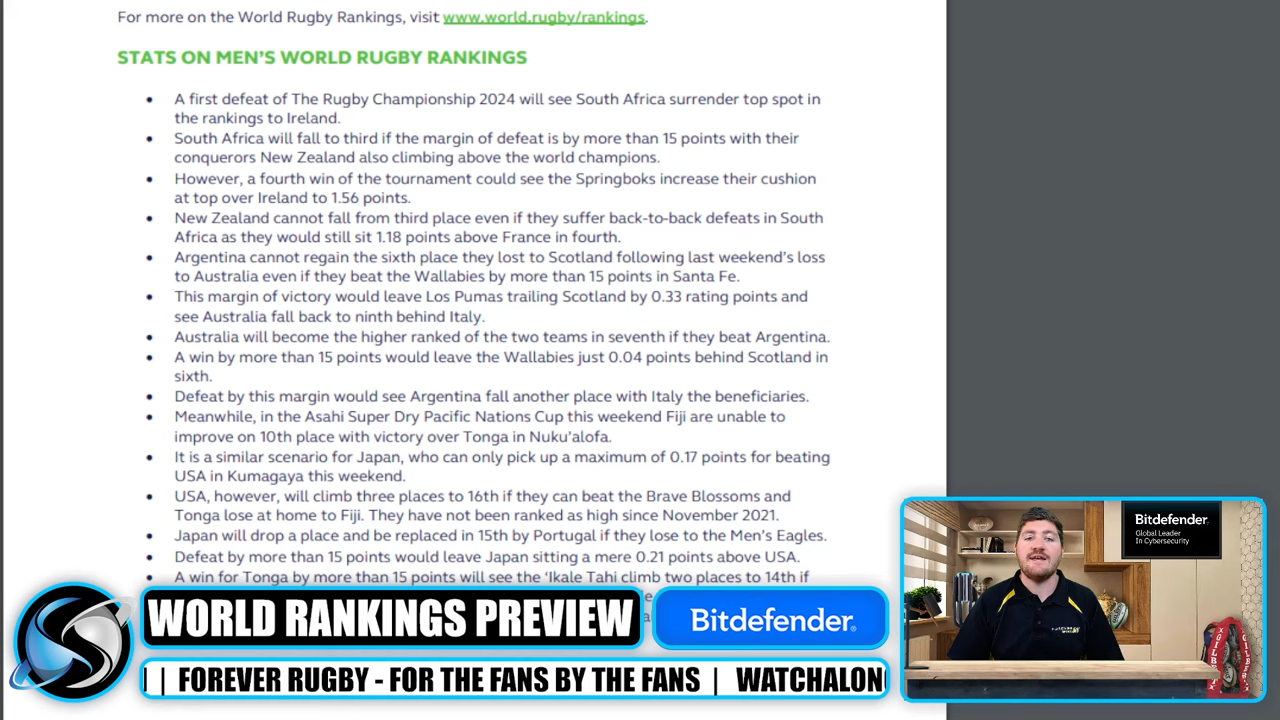 For more on the World Rugby Rankings, visit www.world.rugby/rankings.
STATS ON MEN'S WORLD RUGBY RANKINGS
• A first defeat of The Rugby Championship 2024 will see South Africa surrender top spot in
the rankings to Ireland.
• South Africa will fall to third if the margin of defeat is by more than 15 points with their
conquerors New Zealand also climbing above the world champions.
• However, a fourth win of the tournament could see the Springboks increase their cushion
at top over Ireland to 1.56 points.
• New Zealand cannot fall from third place even if they suffer back-to-back defeats in South
Africa as they would still sit 1.18 points above France in fourth.
• Argentina cannot regain the sixth place they lost to Scotland following last weekend's loss
to Australia even if they beat the Wallabies by more than 15 points in Santa Fe.
• This margin of victory would leave Los Pumas trailing Scotland by 0.33 rating points and
see Australia fall back to ninth behind Italy.
• Australia will become the higher ranked of the two teams in seventh if they beat Argentina.
• A win by more than 15 points would leave the Wallabies just 0.04 points behind Scotland in
sixth.
• Defeat by this margin would see Argentina fall another place with Italy the beneficiaries.
• Meanwhile, in the Asahi Super Dry Pacific Nations Cup this weekend Fiji are unable to
improve on 10th place with victory over Tonga in Nuku'alofa.
• It is a similar scenario for Japan, who can only pick up a maximum of 0.17 points for beating
USA in Kumagaya this weekend.
• USA, however, will climb three places to 16th if they can beat the Brave Blossoms and
Tonga lose at home to Fiji. They have not been ranked as high since November 2021.
• Japan will drop a place and be replaced in 15th by Portugal if they lose to the Men's Eagles.
• Defeat by more than 15 points would leave Japan sitting a mere 0.21 points above USA.
• A win for Tonga by more than 15 points will see the 'Ikale Tahi climb two places to 14th if
WORLD RANKINGS PREVIEW
Bitdefender.
| FOREVER RUGBY - FOR THE FANS BY THE FANS | WATCHALONG
Bitdefender
Global Leader
In Cybersecurity